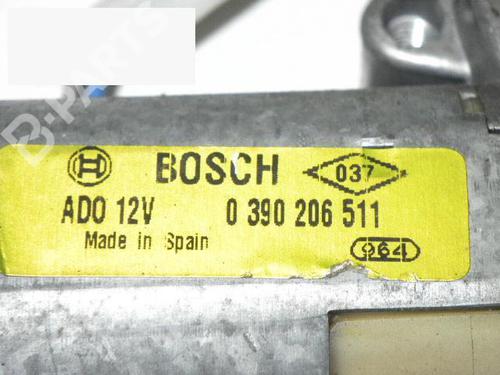 BOSCH 037
ADO 12V 0 390 206 511
Made in Spain 964
B-PARTS